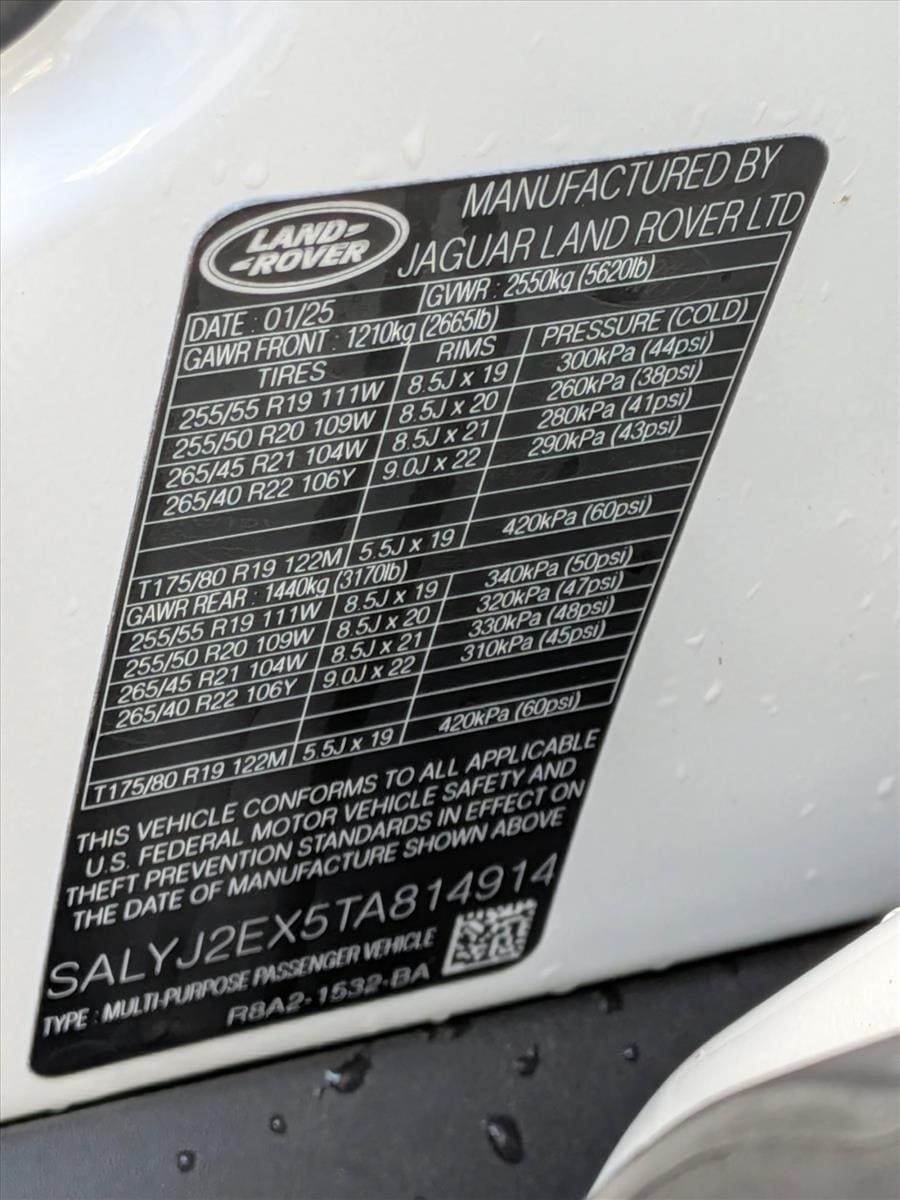 LAND-
-ROVER
MANUFACTURED BY
JAGUAR LAND ROVER LTD
DATE : 01/25 GVWR : 2550kg (5620lb)
GAWR FRONT : 1210kg (2665lb)
TIRES RIMS PRESSURE (COLD)
255/55 R19 111W 8.5J x 19 300kPa (44psi)
255/50 R20 109W 8.5J x 20 260kPa (38psi)
265/45 R21 104W 8.5J x 21 280kPa (41psi)
265/40 R22 106Y 9.0J x 22 290kPa (43psi)
T175/80 R19 122M 5.5J x 19 420kPa (60psi)
GAWR REAR : 1440kg (3170lb)
255/55 R19 111W 8.5J x 19 340kPa (50psi)
255/50 R20 109W 8.5J x 20 320kPa (47psi)
265/45 R21 104W 8.5J x 21 330kPa (48psi)
265/40 R22 106Y 9.0J x 22 310kPa (45psi)
T175/80 R19 122M 5.5J x 19 420kPa (60psi)
THIS VEHICLE CONFORMS TO ALL APPLICABLE
U.S. FEDERAL MOTOR VEHICLE SAFETY AND
THEFT PREVENTION STANDARDS IN EFFECT ON
THE DATE OF MANUFACTURE SHOWN ABOVE
SALYJ2EX5TA814914
TYPE : MULTI-PURPOSE PASSENGER VEHICLE
R8A2-1532-BA